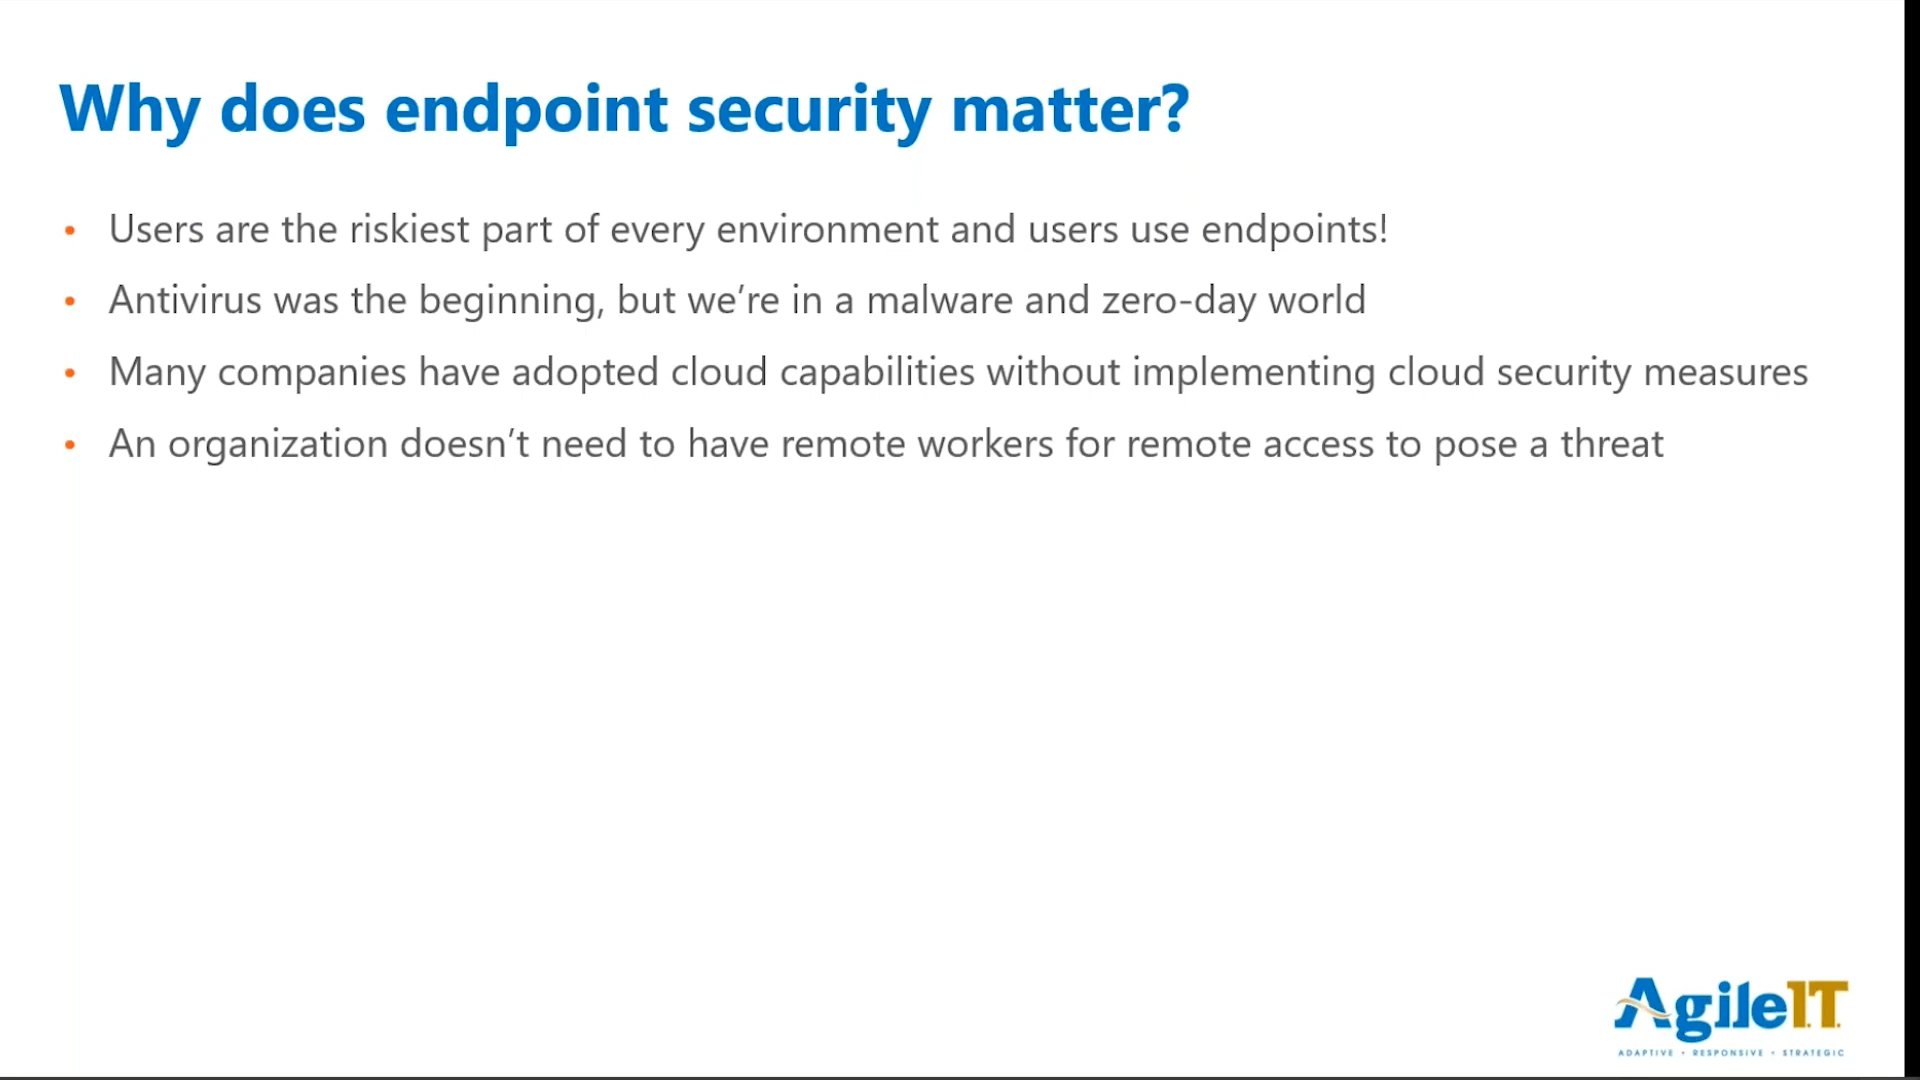 Why does endpoint security matter?
• Users are the riskiest part of every environment and users use endpoints!
• Antivirus was the beginning, but we’re in a malware and zero-day world
• Many companies have adopted cloud capabilities without implementing cloud security measures
• An organization doesn’t need to have remote workers for remote access to pose a threat
AgileIT
ADAPTIVE • RESPONSIVE • STRATEGIC